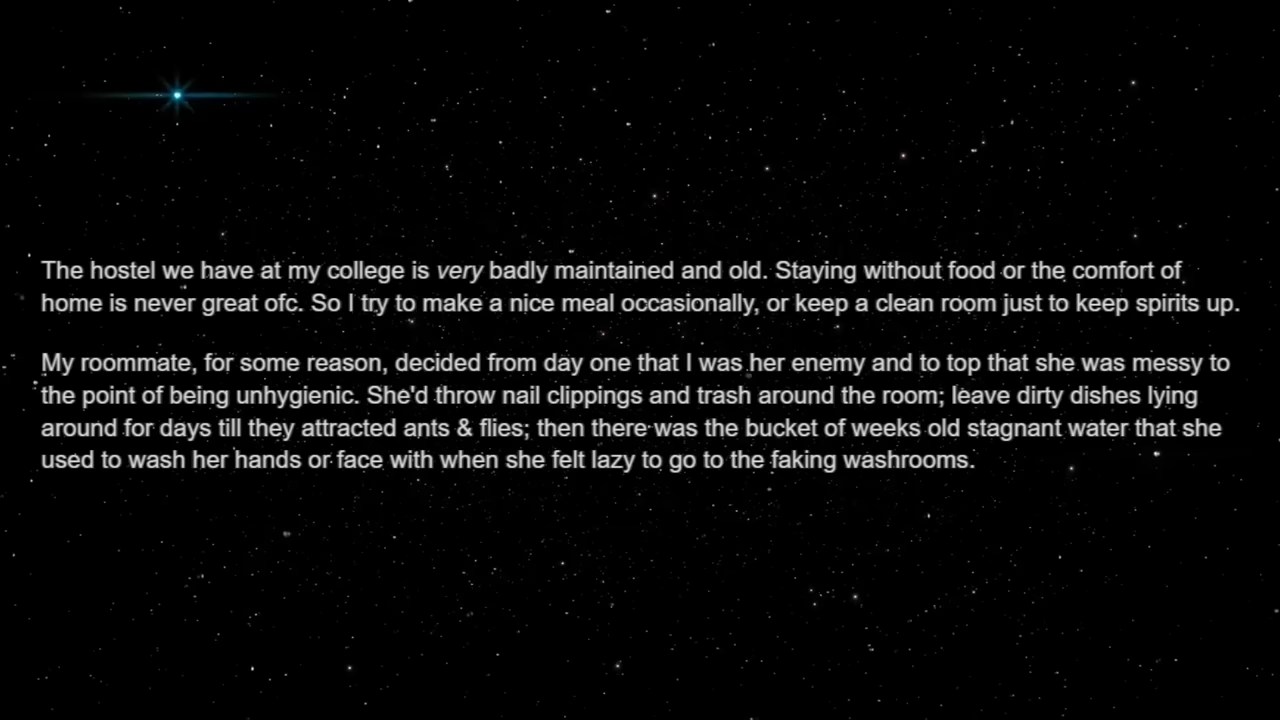 The hostel we have at my college is very badly maintained and old. Staying without food or the comfort of
home is never great ofc. So I try to make a nice meal occasionally, or keep a clean room just to keep spirits up.
My roommate, for some reason, decided from day one that I was her enemy and to top that she was messy to
the point of being unhygienic. She'd throw nail clippings and trash around the room; leave dirty dishes lying
around for days till they attracted ants & flies; then there was the bucket of weeks old stagnant water that she
used to wash her hands or face with when she felt lazy to go to the faking washrooms.